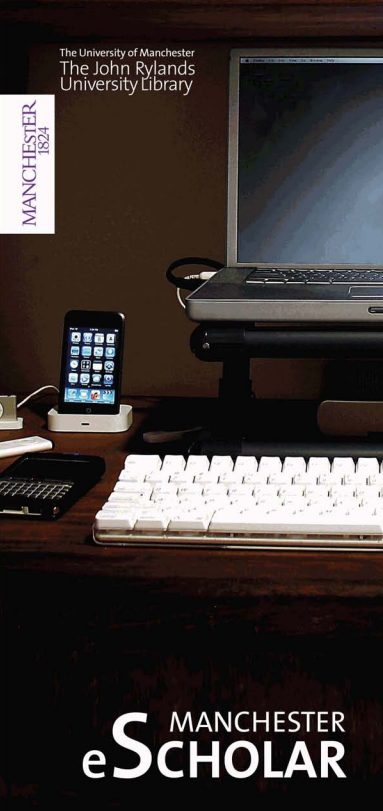 The University of Manchester
The John Rylands
University Library
MANCHESTER
1824
MANCHESTER
eSCHOLAR